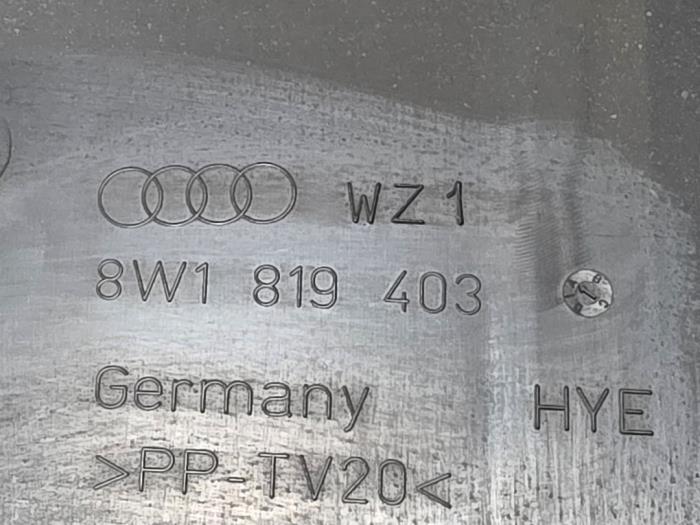 WZ1
8W1 819 403
Germany HYE
>PP-TV20<